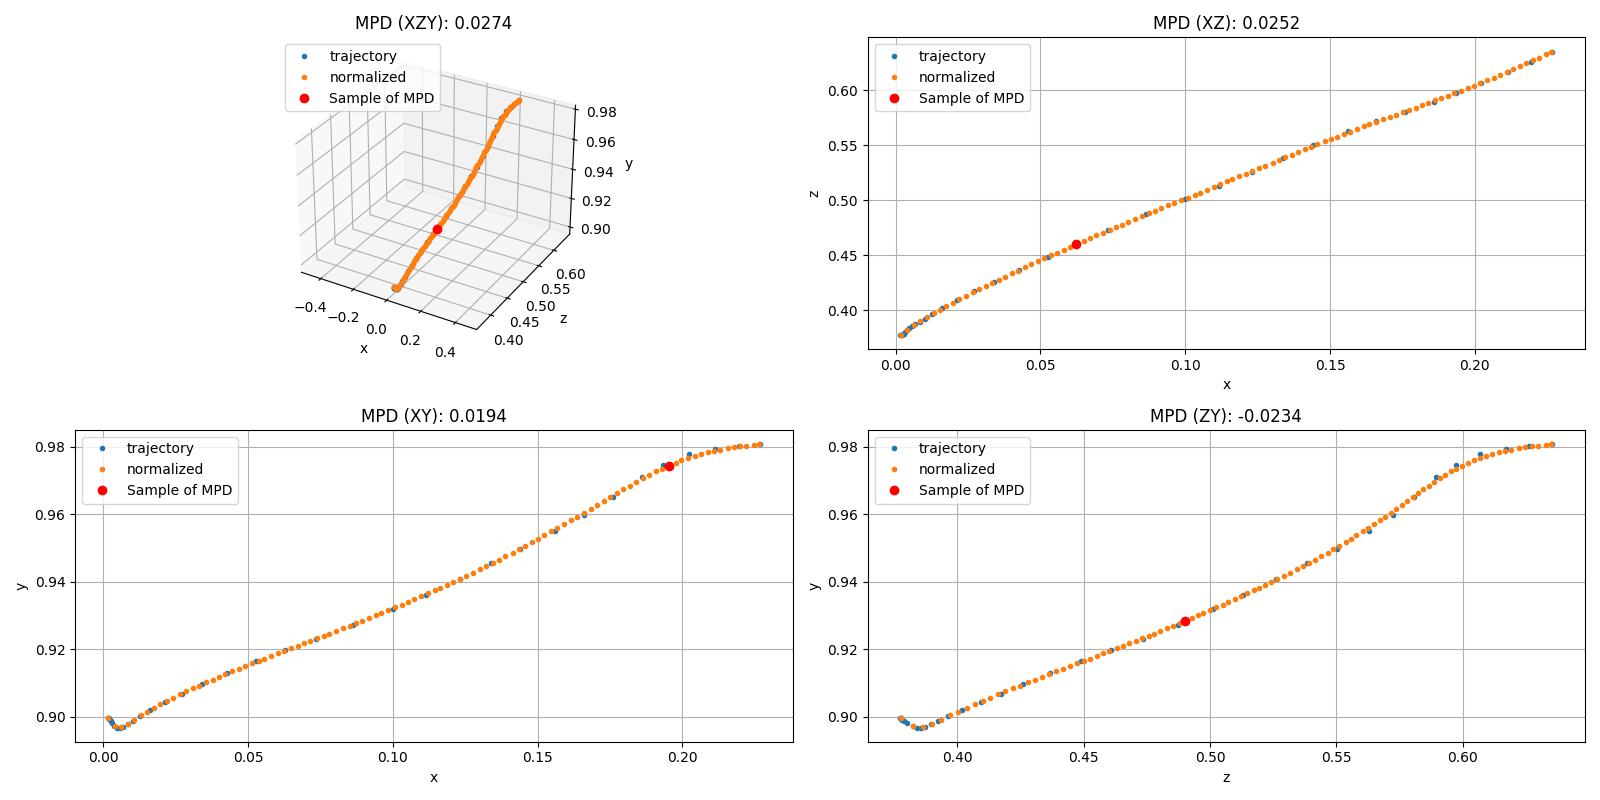 MPD (XZY): 0.0274
trajectory
normalized
Sample of MPD
0.98
0.96
0.94
0.92
0.90
y
0.60
0.55
0.50
0.45
0.40
z
−0.4
−0.2
0.0
0.2
0.4
x
MPD (XZ): 0.0252
trajectory
normalized
Sample of MPD
0.60
0.55
0.50
0.45
0.40
z
0.00 0.05 0.10 0.15 0.20
x
MPD (XY): 0.0194
trajectory
normalized
Sample of MPD
0.98
0.96
0.94
0.92
0.90
y
0.00 0.05 0.10 0.15 0.20
x
MPD (ZY): -0.0234
trajectory
normalized
Sample of MPD
0.98
0.96
0.94
0.92
0.90
y
0.40 0.45 0.50 0.55 0.60
z